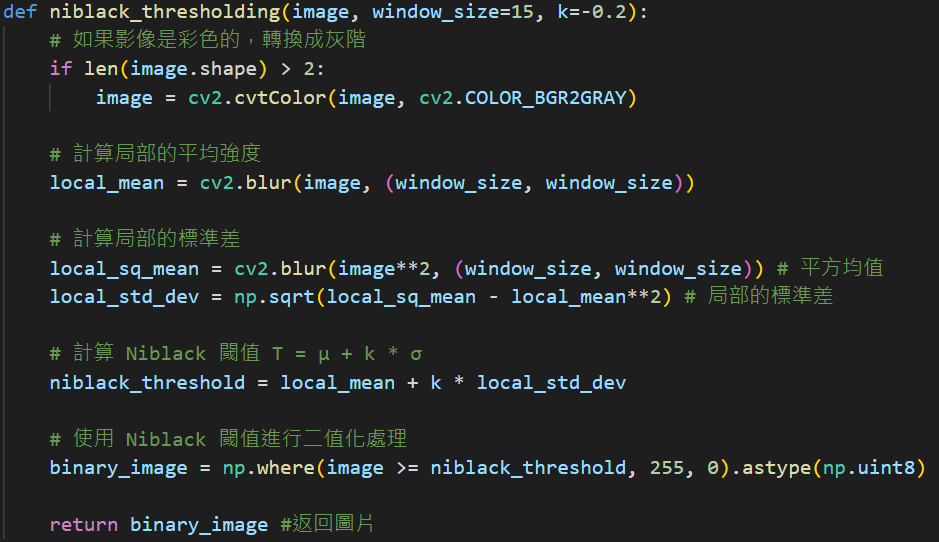 def niblack_thresholding(image, window_size=15, k=-0.2):
    # 如果影像是彩色的，轉換成灰階
    if len(image.shape) > 2:
        image = cv2.cvtColor(image, cv2.COLOR_BGR2GRAY)
    # 計算局部的平均強度
    local_mean = cv2.blur(image, (window_size, window_size))
    # 計算局部的標準差
    local_sq_mean = cv2.blur(image**2, (window_size, window_size)) # 平方均值
    local_std_dev = np.sqrt(local_sq_mean - local_mean**2) # 局部的標準差
    # 計算 Niblack 閾值 T = μ + k * σ
    niblack_threshold = local_mean + k * local_std_dev
    # 使用 Niblack 閾值進行二值化處理
    binary_image = np.where(image >= niblack_threshold, 255, 0).astype(np.uint8)
    return binary_image #返回圖片